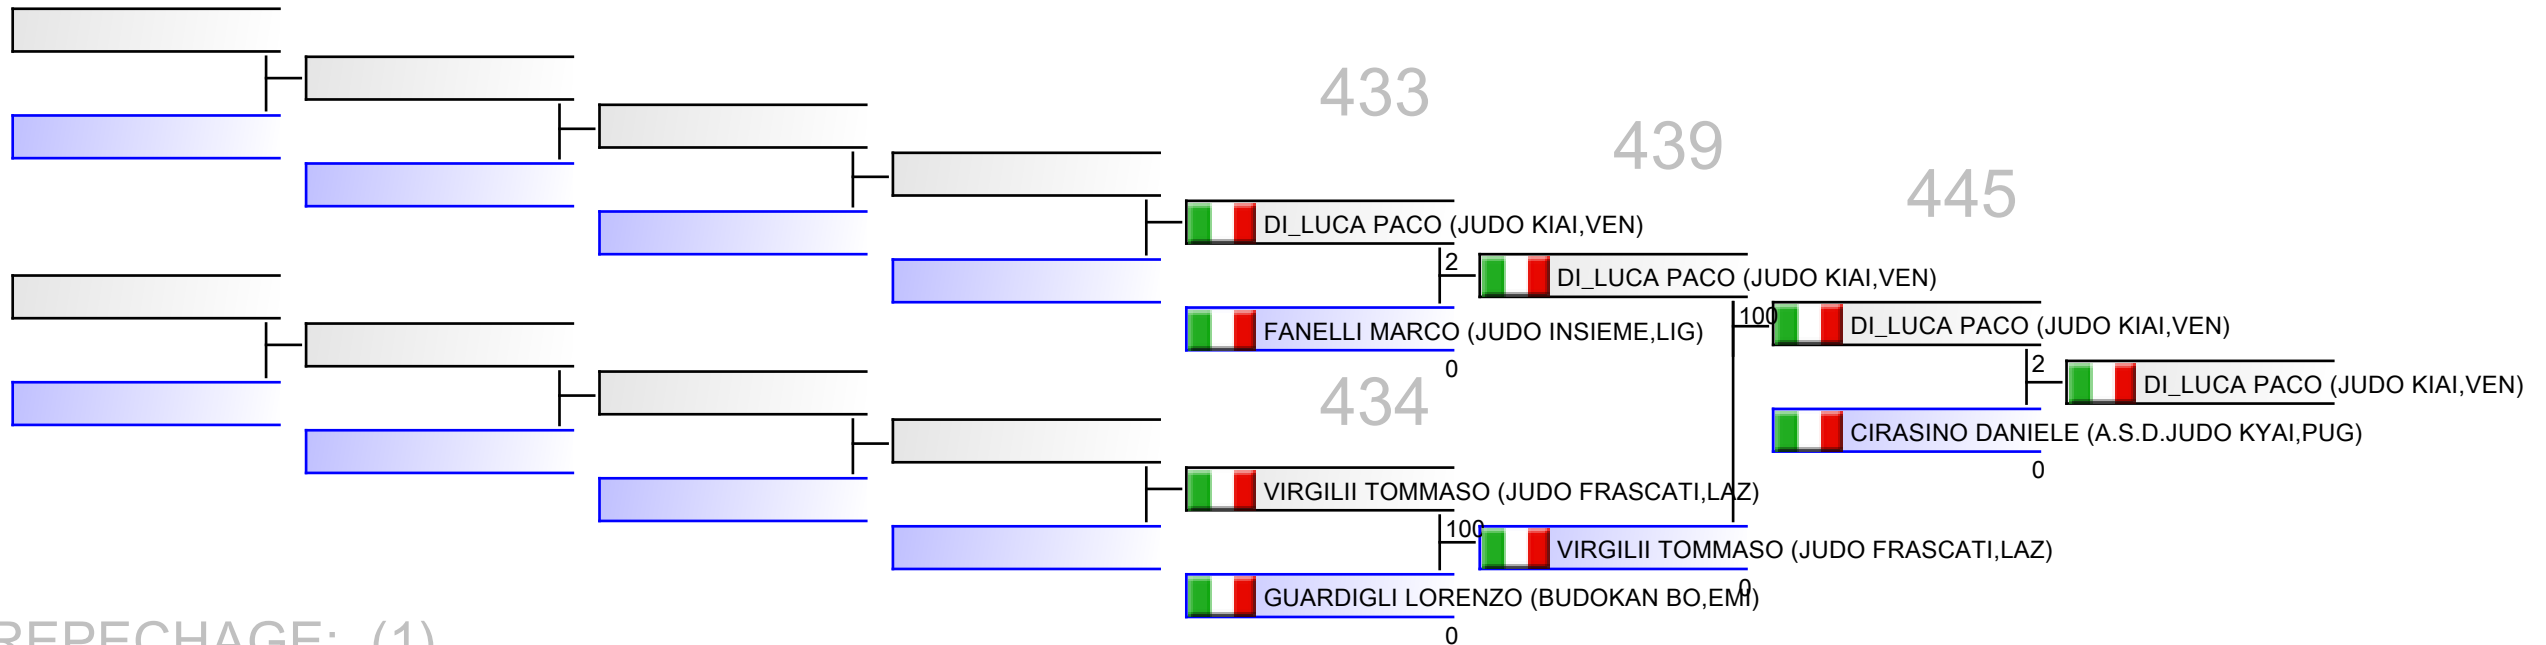 433
439
445
DI_LUCA PACO (JUDO KIAI,VEN)
2
DI_LUCA PACO (JUDO KIAI,VEN)
FANELLI MARCO (JUDO INSIEME,LIG)
0
100
DI_LUCA PACO (JUDO KIAI,VEN)
2
DI_LUCA PACO (JUDO KIAI,VEN)
CIRASINO DANIELE (A.S.D.JUDO KYAI,PUG)
0
434
VIRGILII TOMMASO (JUDO FRASCATI,LAZ)
100
VIRGILII TOMMASO (JUDO FRASCATI,LAZ)
0
GUARDIGLI LORENZO (BUDOKAN BO,EMI)
0
REPECHAGE: (1)